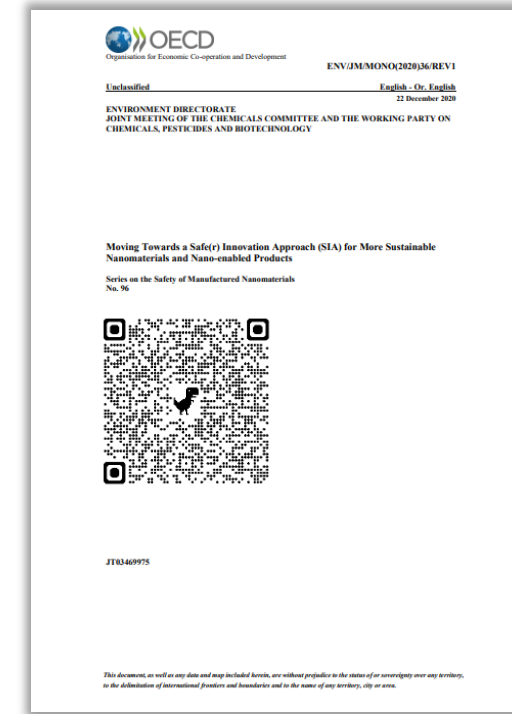 OECD
Organisation for Economic Co-operation and Development
ENV/JM/MONO(2020)36/REV1
Unclassified English - Or. English
22 December 2020
ENVIRONMENT DIRECTORATE
JOINT MEETING OF THE CHEMICALS COMMITTEE AND THE WORKING PARTY ON
CHEMICALS, PESTICIDES AND BIOTECHNOLOGY
Moving Towards a Safe(r) Innovation Approach (SIA) for More Sustainable
Nanomaterials and Nano-enabled Products
Series on the Safety of Manufactured Nanomaterials
No. 96
JT03469975
This document, as well as any data and map included herein, are without prejudice to the status of or sovereignty over any territory,
to the delimitation of international frontiers and boundaries and to the name of any territory, city or area.